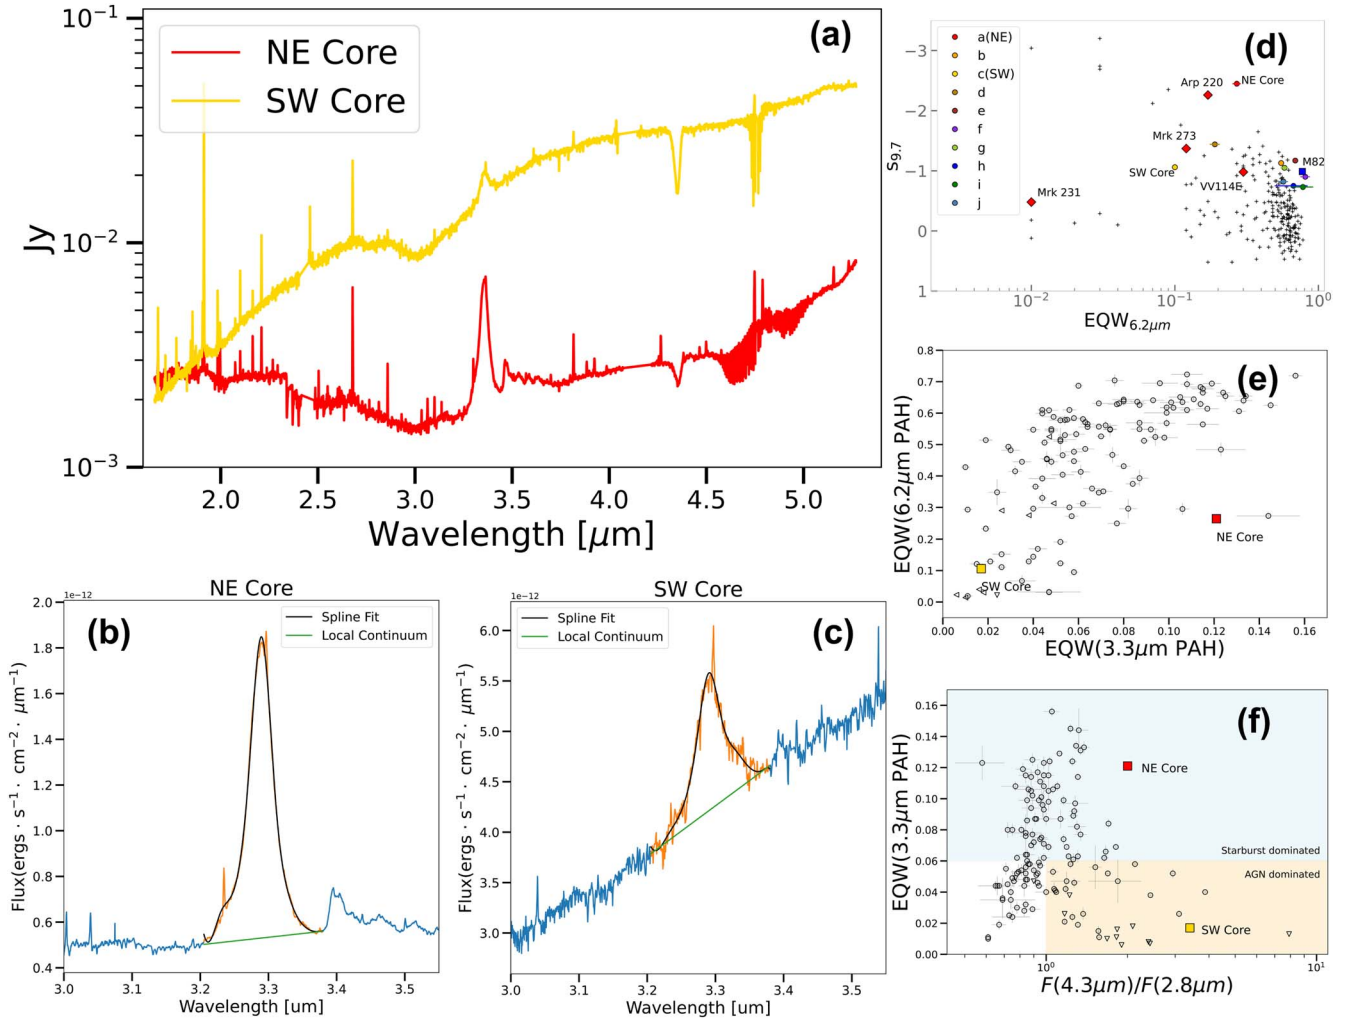 (a)
NE Core
SW Core
10⁻¹
10⁻²
10⁻³
Jy
2.0 2.5 3.0 3.5 4.0 4.5 5.0
Wavelength [μm]
NE Core
1e−12
(b)
Spline Fit
Local Continuum
2.0
1.8
1.6
1.4
1.2
1.0
0.8
0.6
0.4
Flux(ergs · s⁻¹ · cm⁻² · μm⁻¹)
3.0 3.1 3.2 3.3 3.4 3.5
Wavelength [um]
SW Core
1e−12
(c)
Spline Fit
Local Continuum
6.0
5.5
5.0
4.5
4.0
3.5
3.0
Flux(ergs · s⁻¹ · cm⁻² · μm⁻¹)
3.0 3.1 3.2 3.3 3.4 3.5
Wavelength [um]
(d)
a(NE)
b
c(SW)
d
e
f
g
h
i
j
Arp 220
NE Core
Mrk 273
SW Core
M82
VV114E
Mrk 231
−3
−2
−1
0
1
s9.7
10⁻² 10⁻¹ 10⁰
EQW6.2μm
(e)
0.8
0.7
0.6
0.5
0.4
0.3
0.2
0.1
0.0
EQW(6.2μm PAH)
NE Core
SW Core
0.00 0.02 0.04 0.06 0.08 0.10 0.12 0.14 0.16
EQW(3.3μm PAH)
(f)
0.16
0.14
0.12
0.10
0.08
0.06
0.04
0.02
0.00
EQW(3.3μm PAH)
NE Core
Starburst dominated
AGN dominated
SW Core
10⁰ 10¹
F(4.3μm)/F(2.8μm)